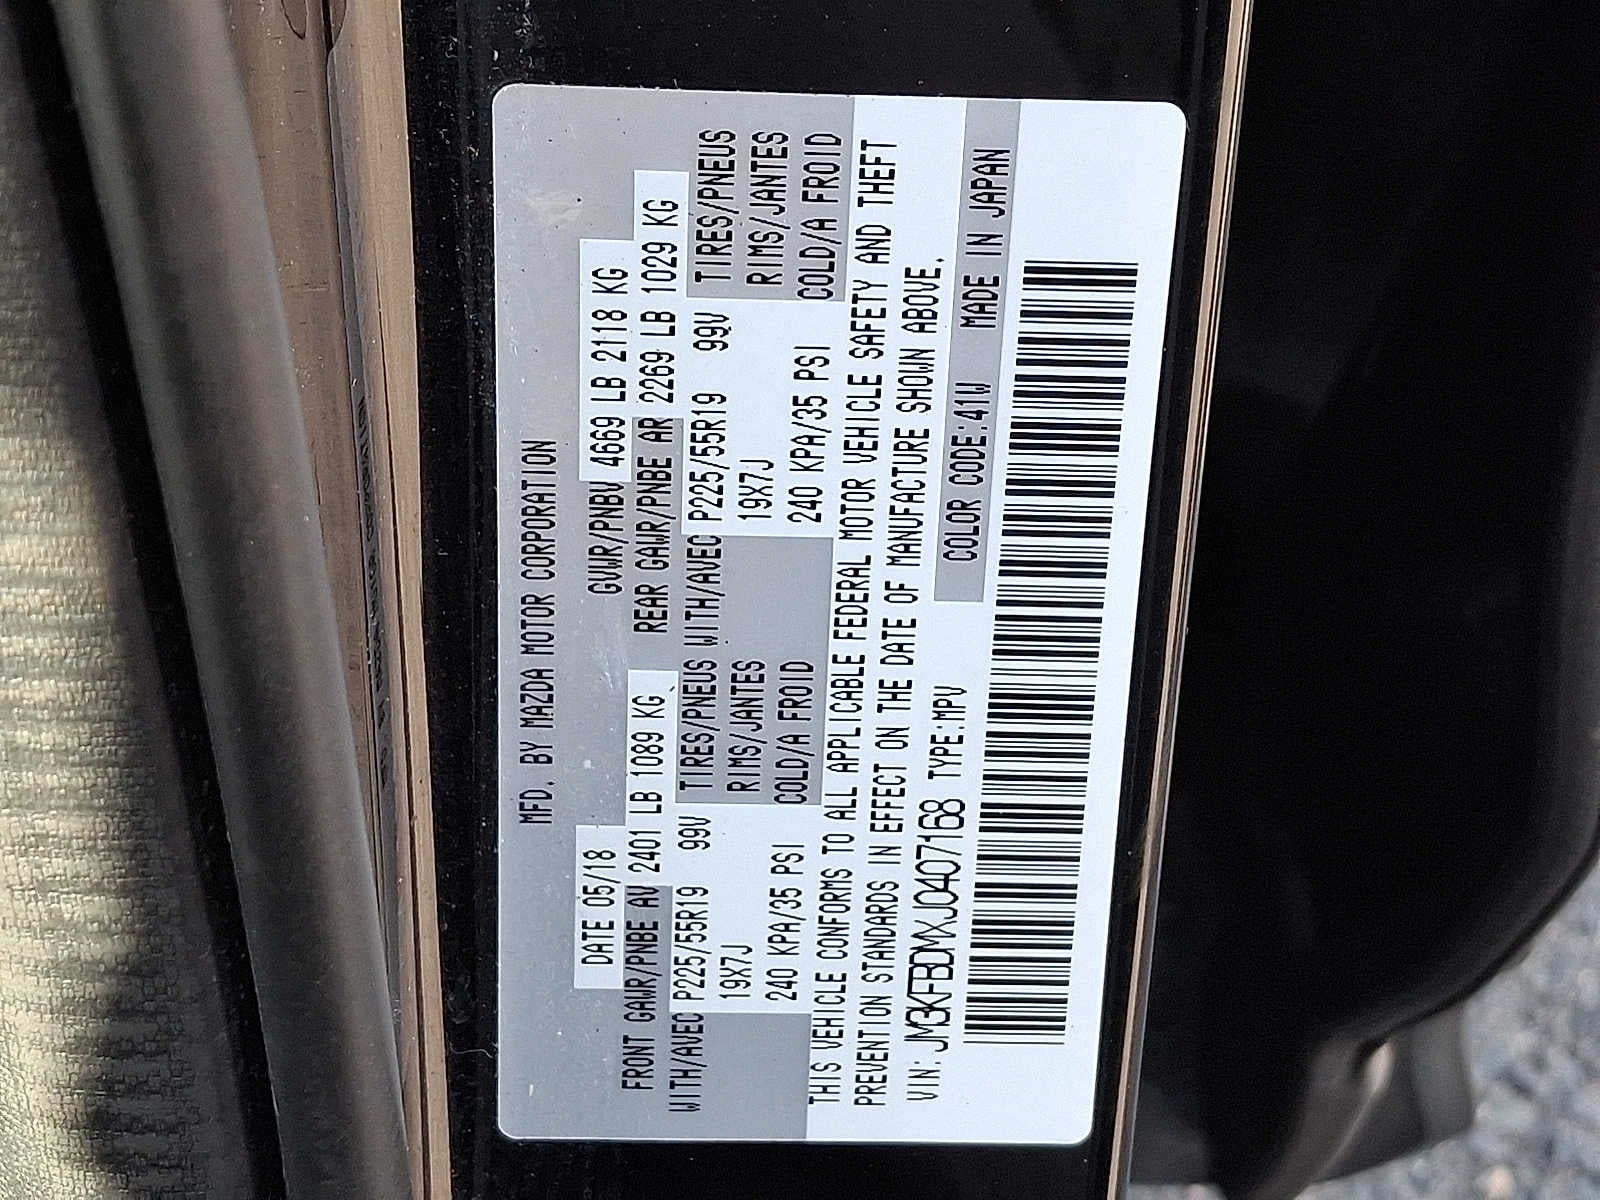 MFD. BY MAZDA MOTOR CORPORATION
DATE 05/18 GVWR/PNBV 4669 LB 2118 KG
FRONT GAWR/PNBE AV 2401 LB 1089 KG REAR GAWR/PNBE AR 2269 LB 1029 KG
WITH/AVEC P225/55R19 99V TIRES/PNEUS WITH/AVEC P225/55R19 99V TIRES/PNEUS
19X7J RIMS/JANTES 19X7J RIMS/JANTES
240 KPA/35 PSI COLD/A FROID 240 KPA/35 PSI COLD/A FROID
THIS VEHICLE CONFORMS TO ALL APPLICABLE FEDERAL MOTOR VEHICLE SAFETY AND THEFT
PREVENTION STANDARDS IN EFFECT ON THE DATE OF MANUFACTURE SHOWN ABOVE.
VIN: JM3KFBDMXJ0407168 TYPE:MPV COLOR CODE:41W MADE IN JAPAN